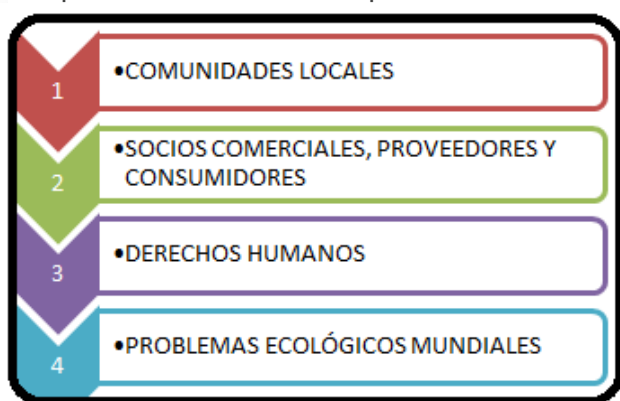 1
•COMUNIDADES LOCALES
2
•SOCIOS COMERCIALES, PROVEEDORES Y
CONSUMIDORES
3
•DERECHOS HUMANOS
4
•PROBLEMAS ECOLÓGICOS MUNDIALES